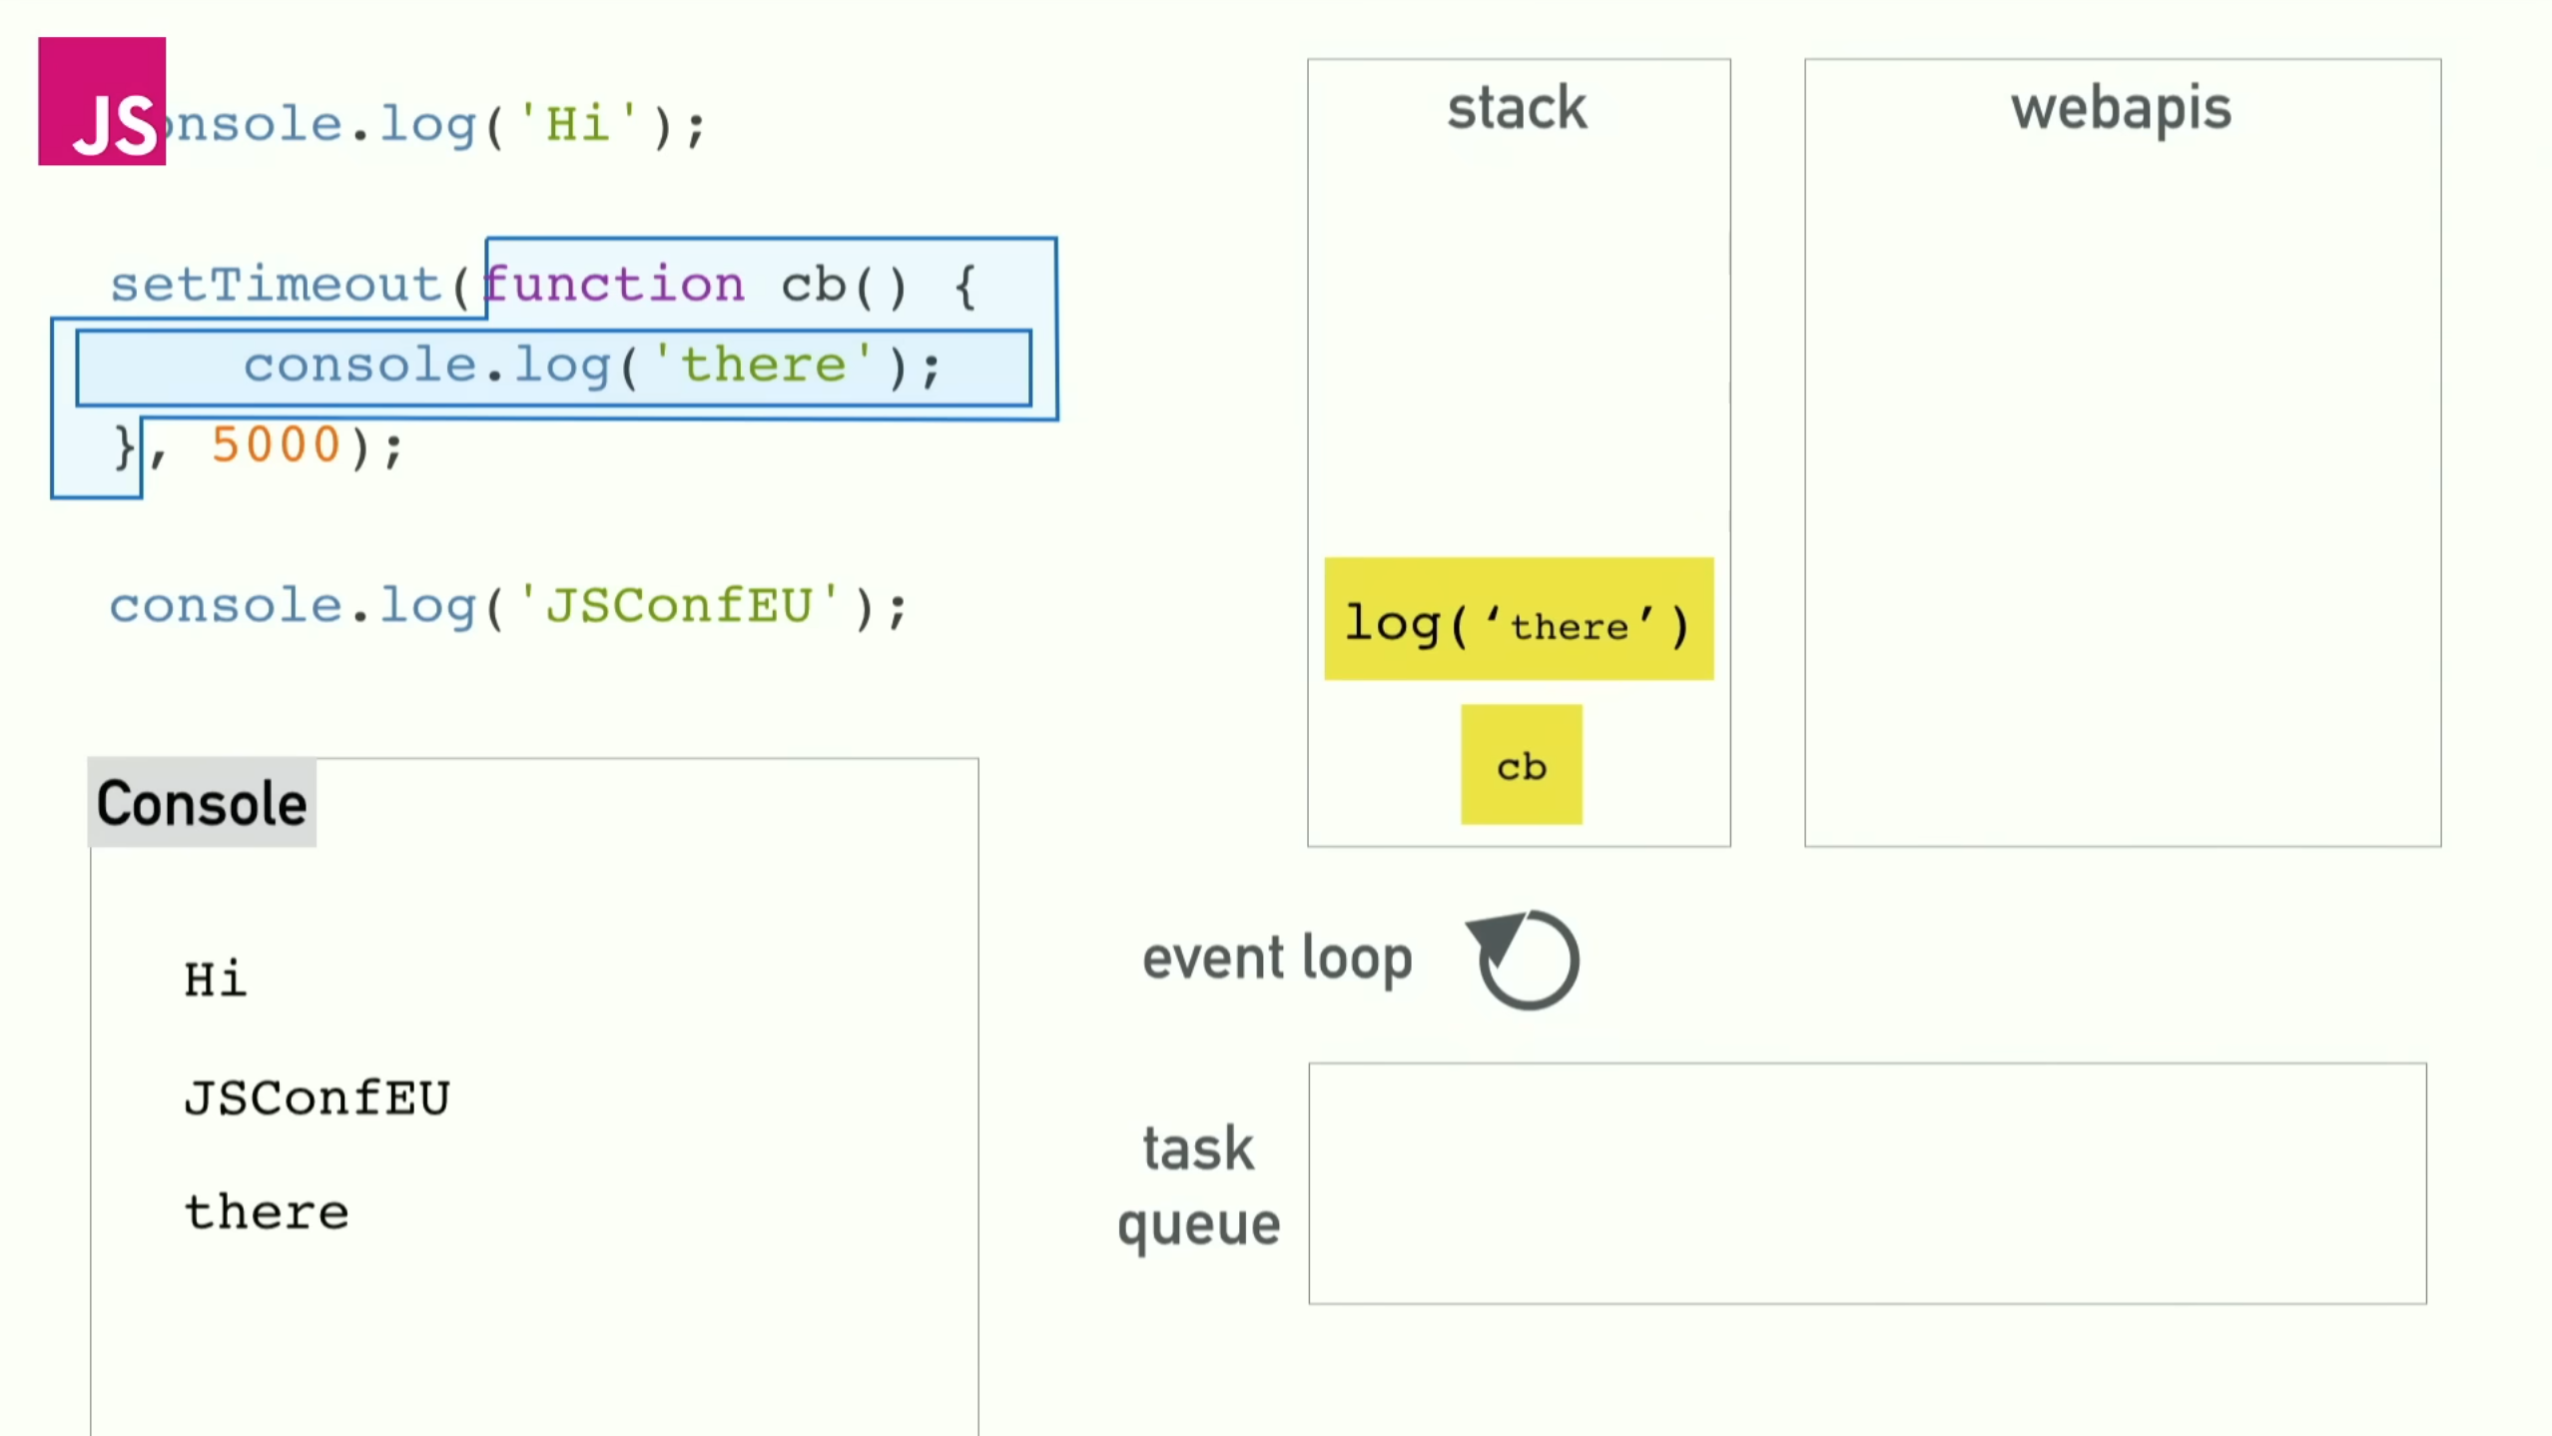 JS
onsole.log('Hi');
setTimeout(function cb() {
console.log('there');
}, 5000);
console.log('JSConfEU');
Console
Hi
JSConfEU
there
stack
log(‘there’)
cb
webapis
event loop
task
queue